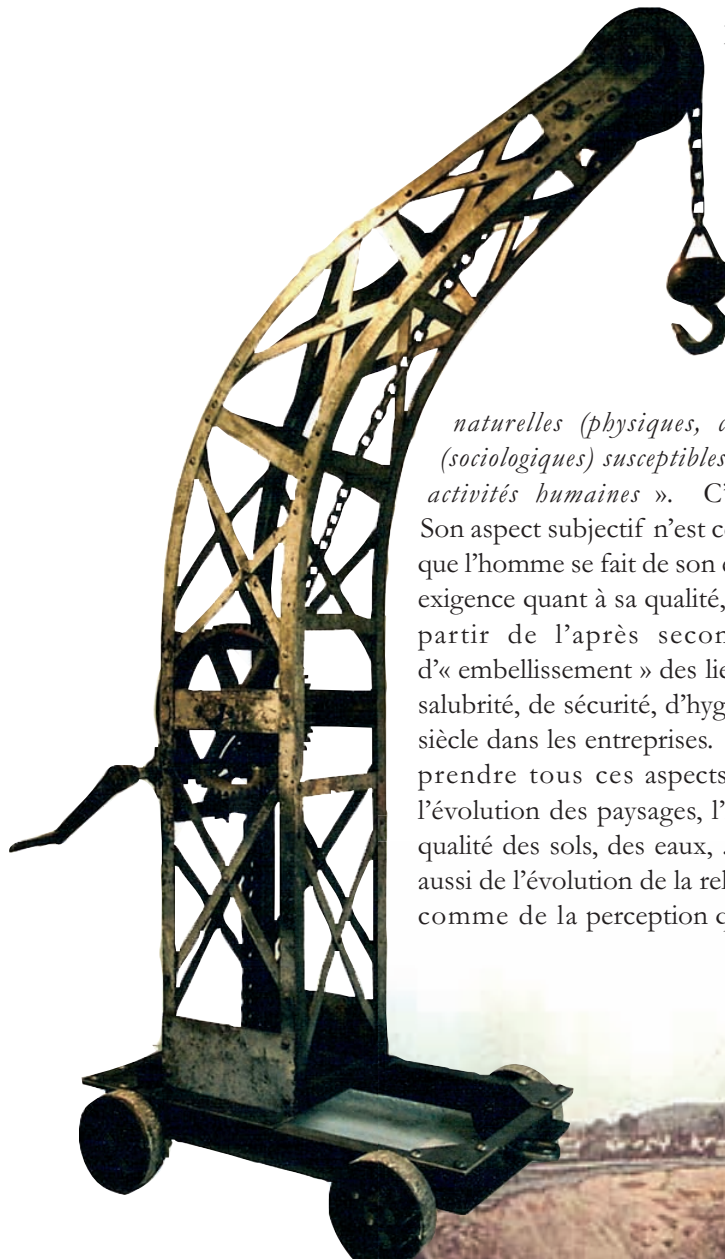 naturelles (physiques,
(sociologiques) susceptibles
activités humaines ». C’
Son aspect subjectif n’est
que l’homme se fait de son
exigence quant à sa qualité,
partir de l’après
d’« embellissement » des
salubrité, de sécurité,
siècle dans les entreprises.
prendre tous ces aspects
l’évolution des paysages, l’
qualité des sols, des eaux,
aussi de l’évolution de la
comme de la perception